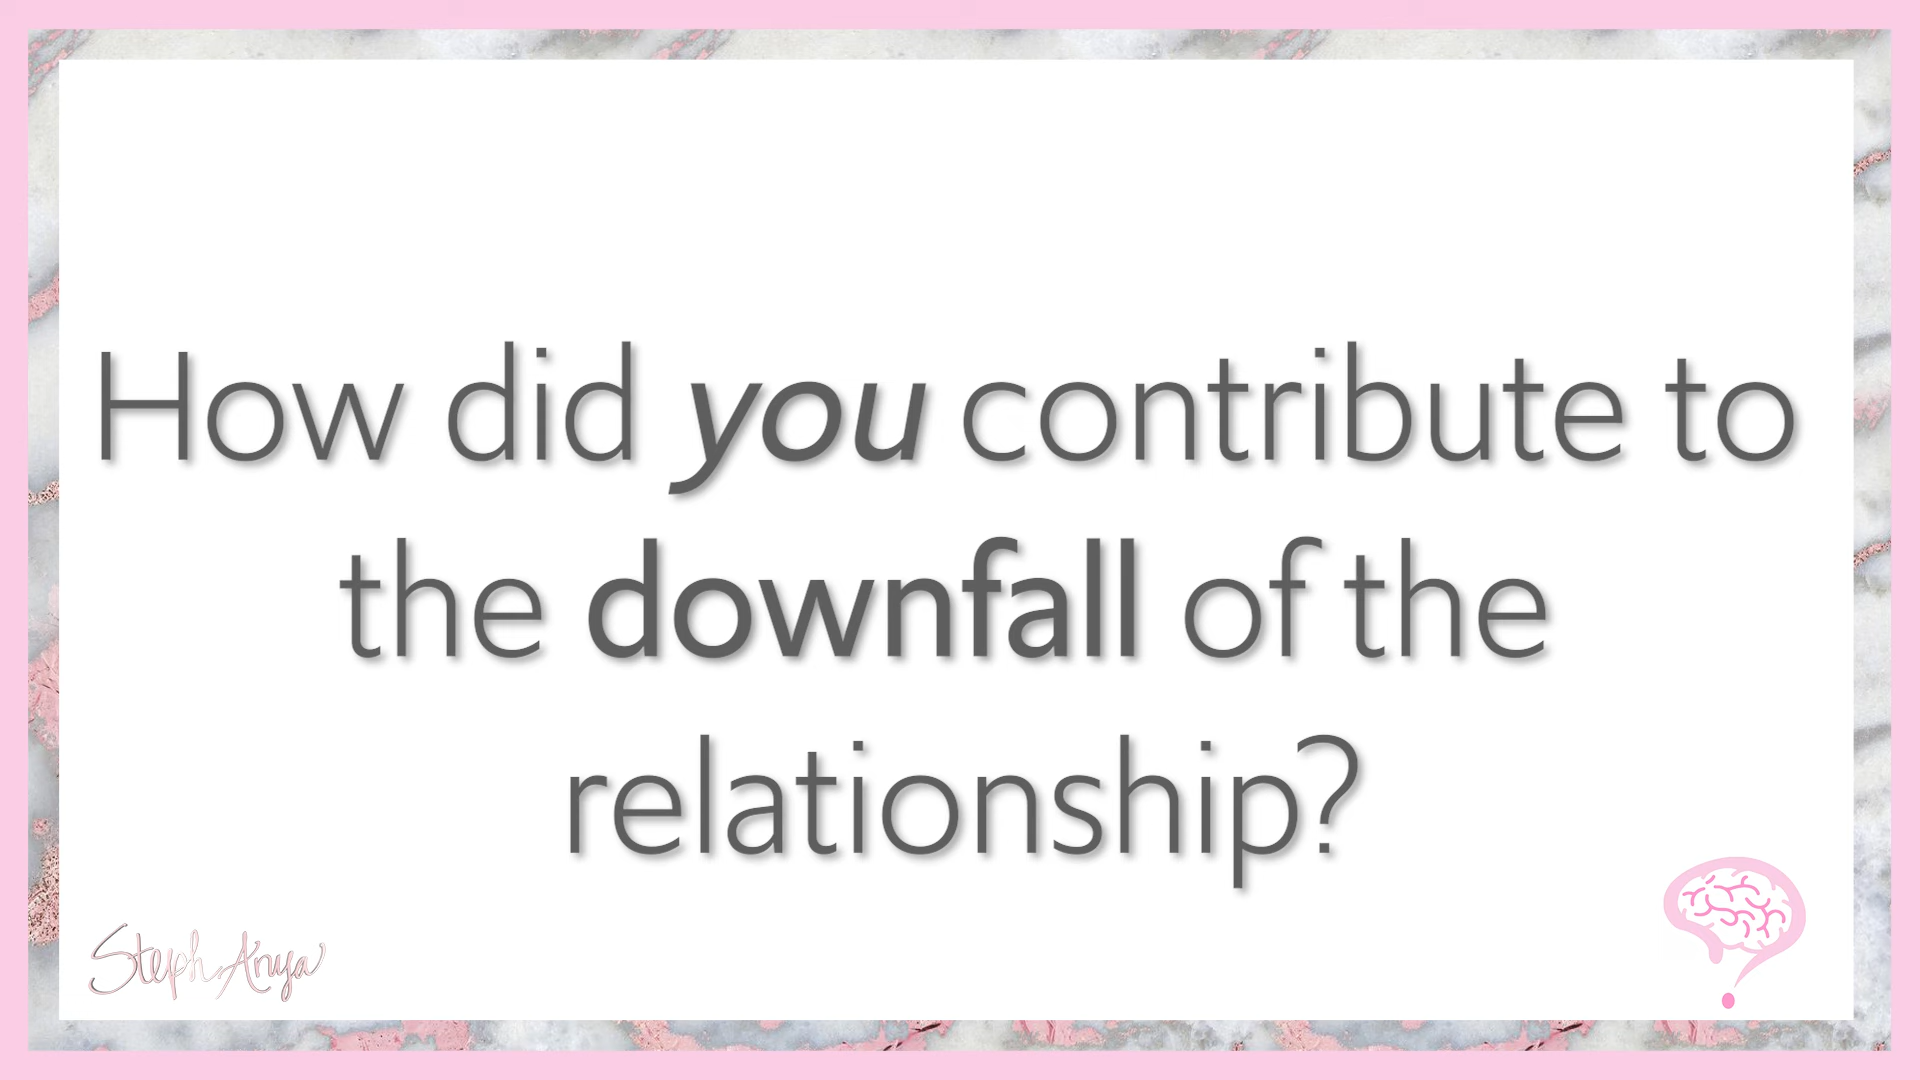 How did you contribute to
the downfall of the
relationship?
Steph Anya